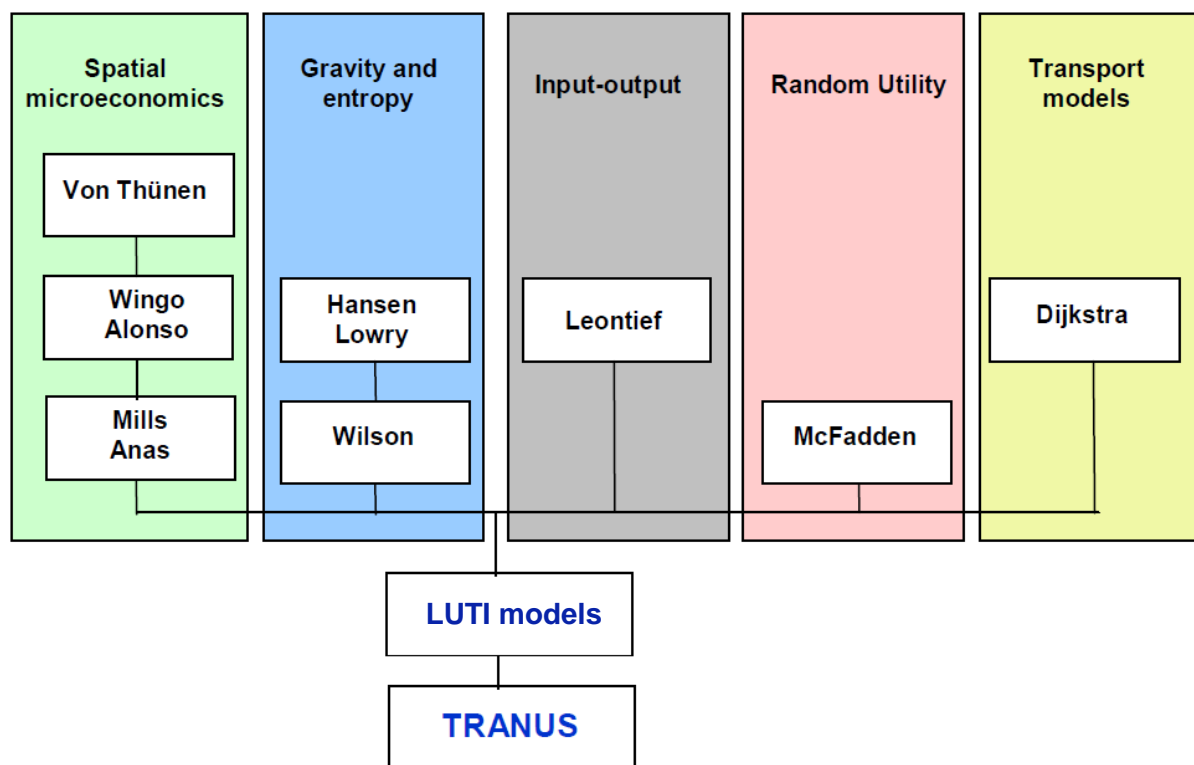 Spatial
microeconomics
Gravity and
entropy
Input-output
Random Utility
Transport
models
Von Thünen
Wingo
Alonso
Hansen
Lowry
Leontief
Dijkstra
Mills
Anas
Wilson
McFadden
LUTI models
TRANUS